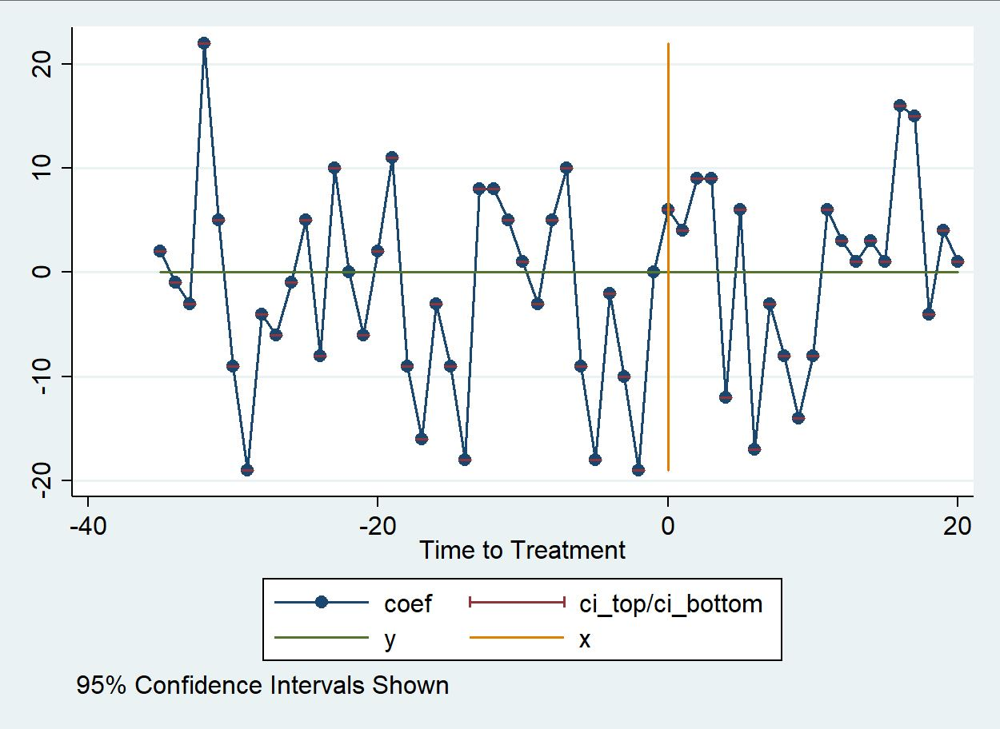 20
10
0
-10
-20
-40 -20 0 20
Time to Treatment
coef ci_top/ci_bottom
y x
95% Confidence Intervals Shown